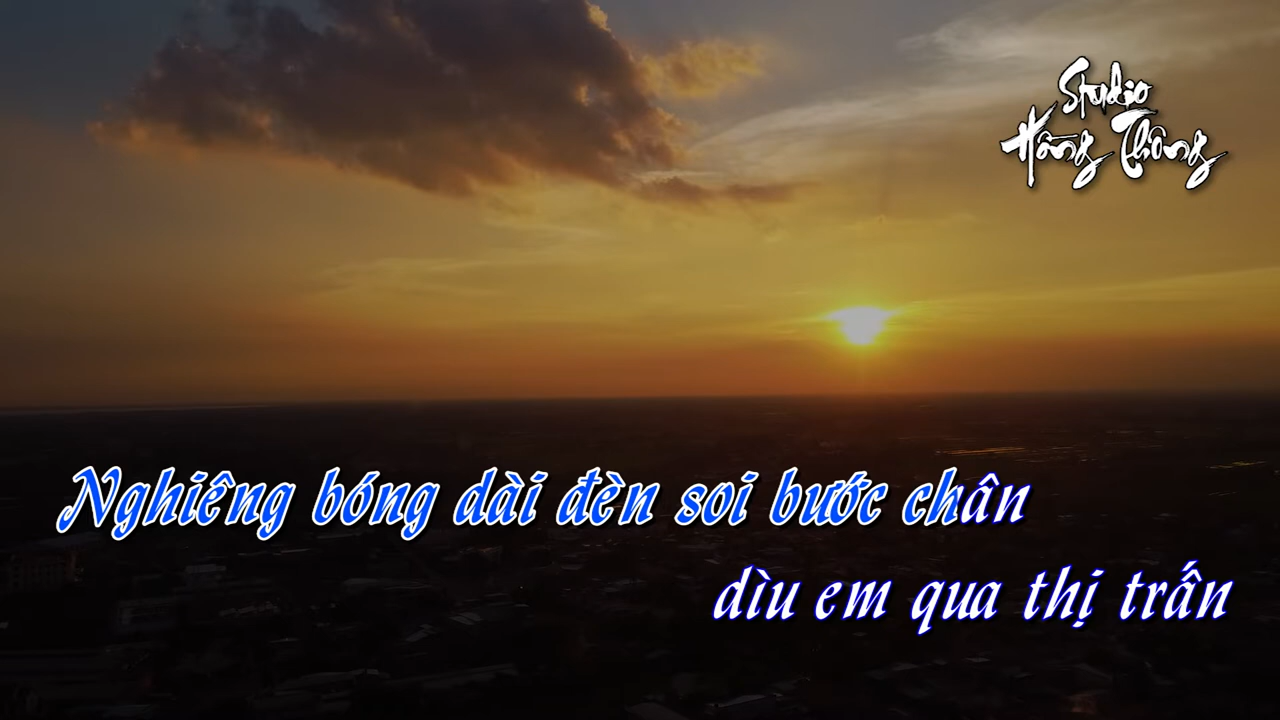 Studio
Hồng Thông
Nghiêng bóng dài đèn soi bước chân
dìu em qua thị trấn